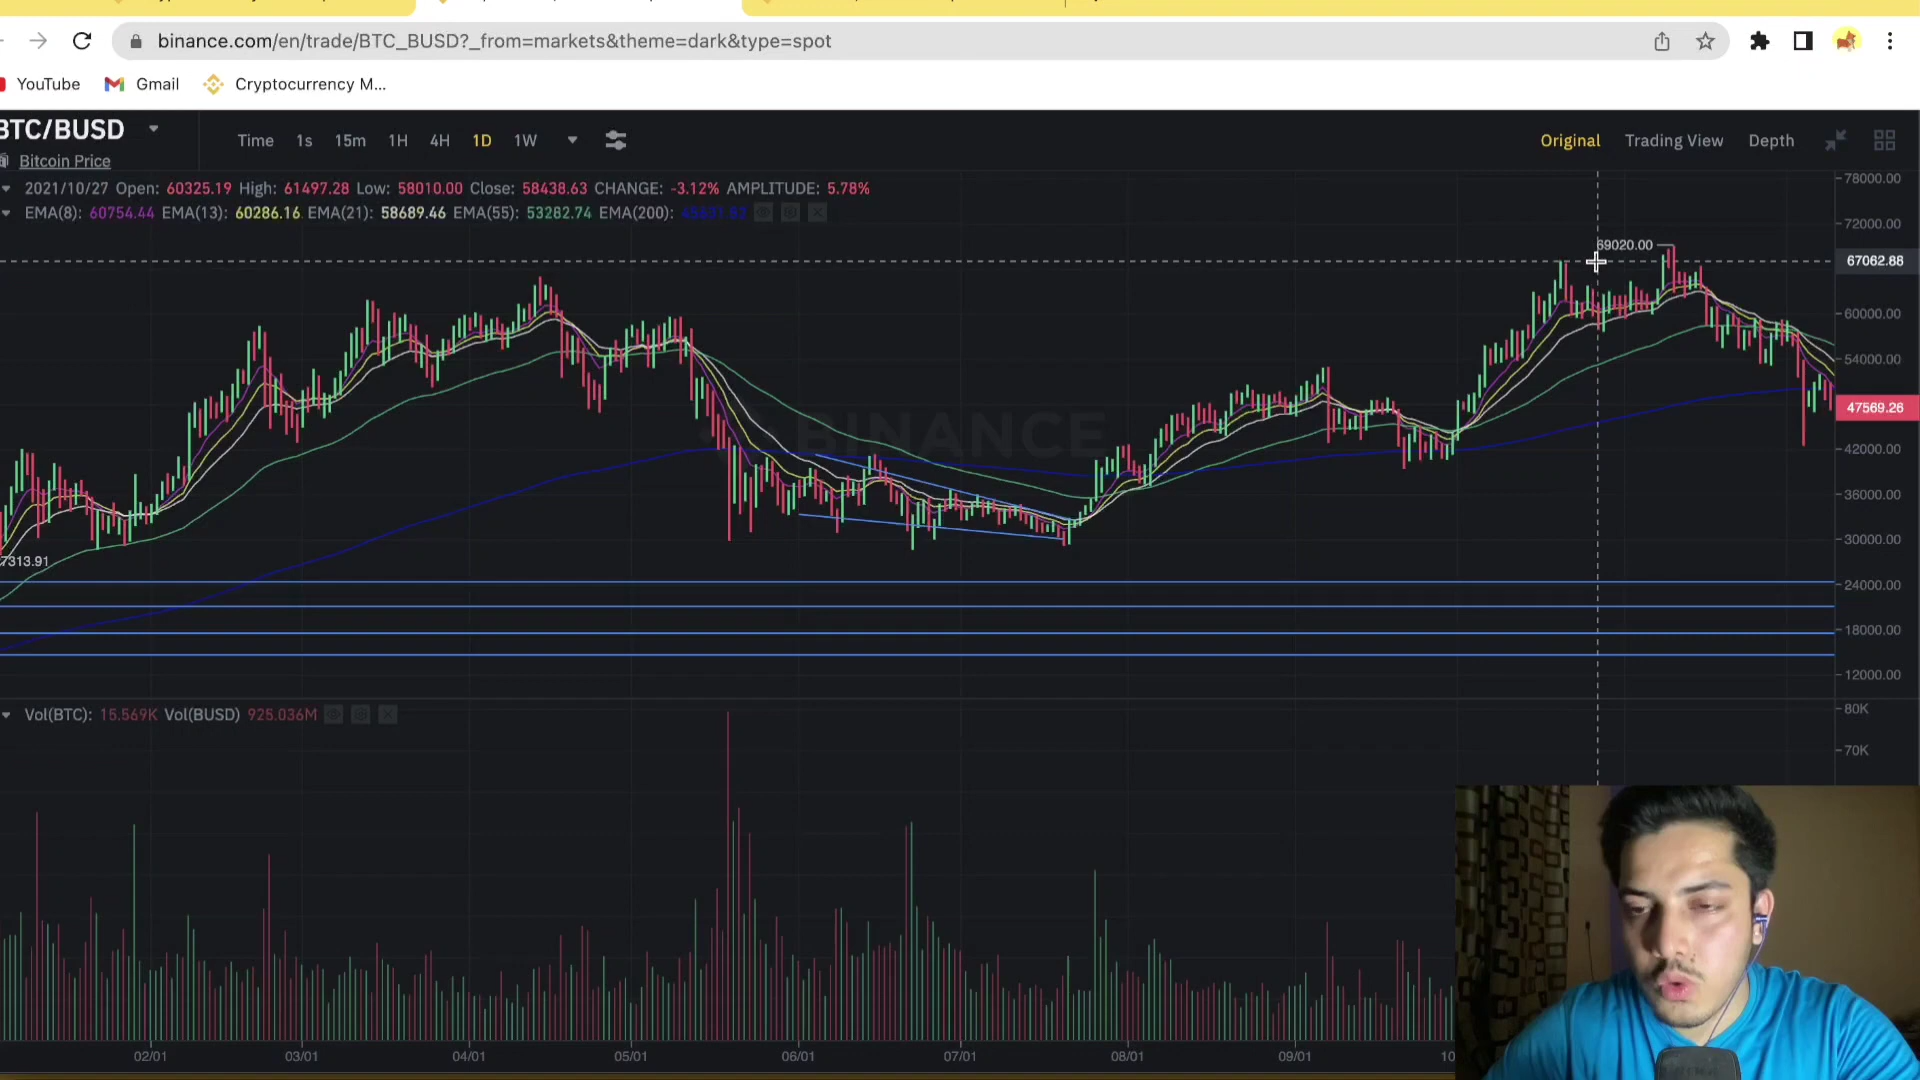 binance.com/en/trade/BTC_BUSD?_from=markets&theme=dark&type=spot
YouTube Gmail Cryptocurrency M...
BTC/BUSD
Bitcoin Price
Time 1s 15m 1H 4H 1D 1W
Original Trading View Depth
2021/10/27 Open: 60325.19 High: 61497.28 Low: 58010.00 Close: 58438.63 CHANGE: -3.12% AMPLITUDE: 5.78%
EMA(8): 60754.44 EMA(13): 60286.16 EMA(21): 58689.46 EMA(55): 53282.74 EMA(200):
78000.00
72000.00
69020.00
67062.88
60000.00
54000.00
47569.26
BINANCE
42000.00
36000.00
30000.00
7313.91
24000.00
18000.00
12000.00
Vol(BTC): 15.569K Vol(BUSD) 925.036M
80K
70K
02/01 03/01 04/01 05/01 06/01 07/01 08/01 09/01 10